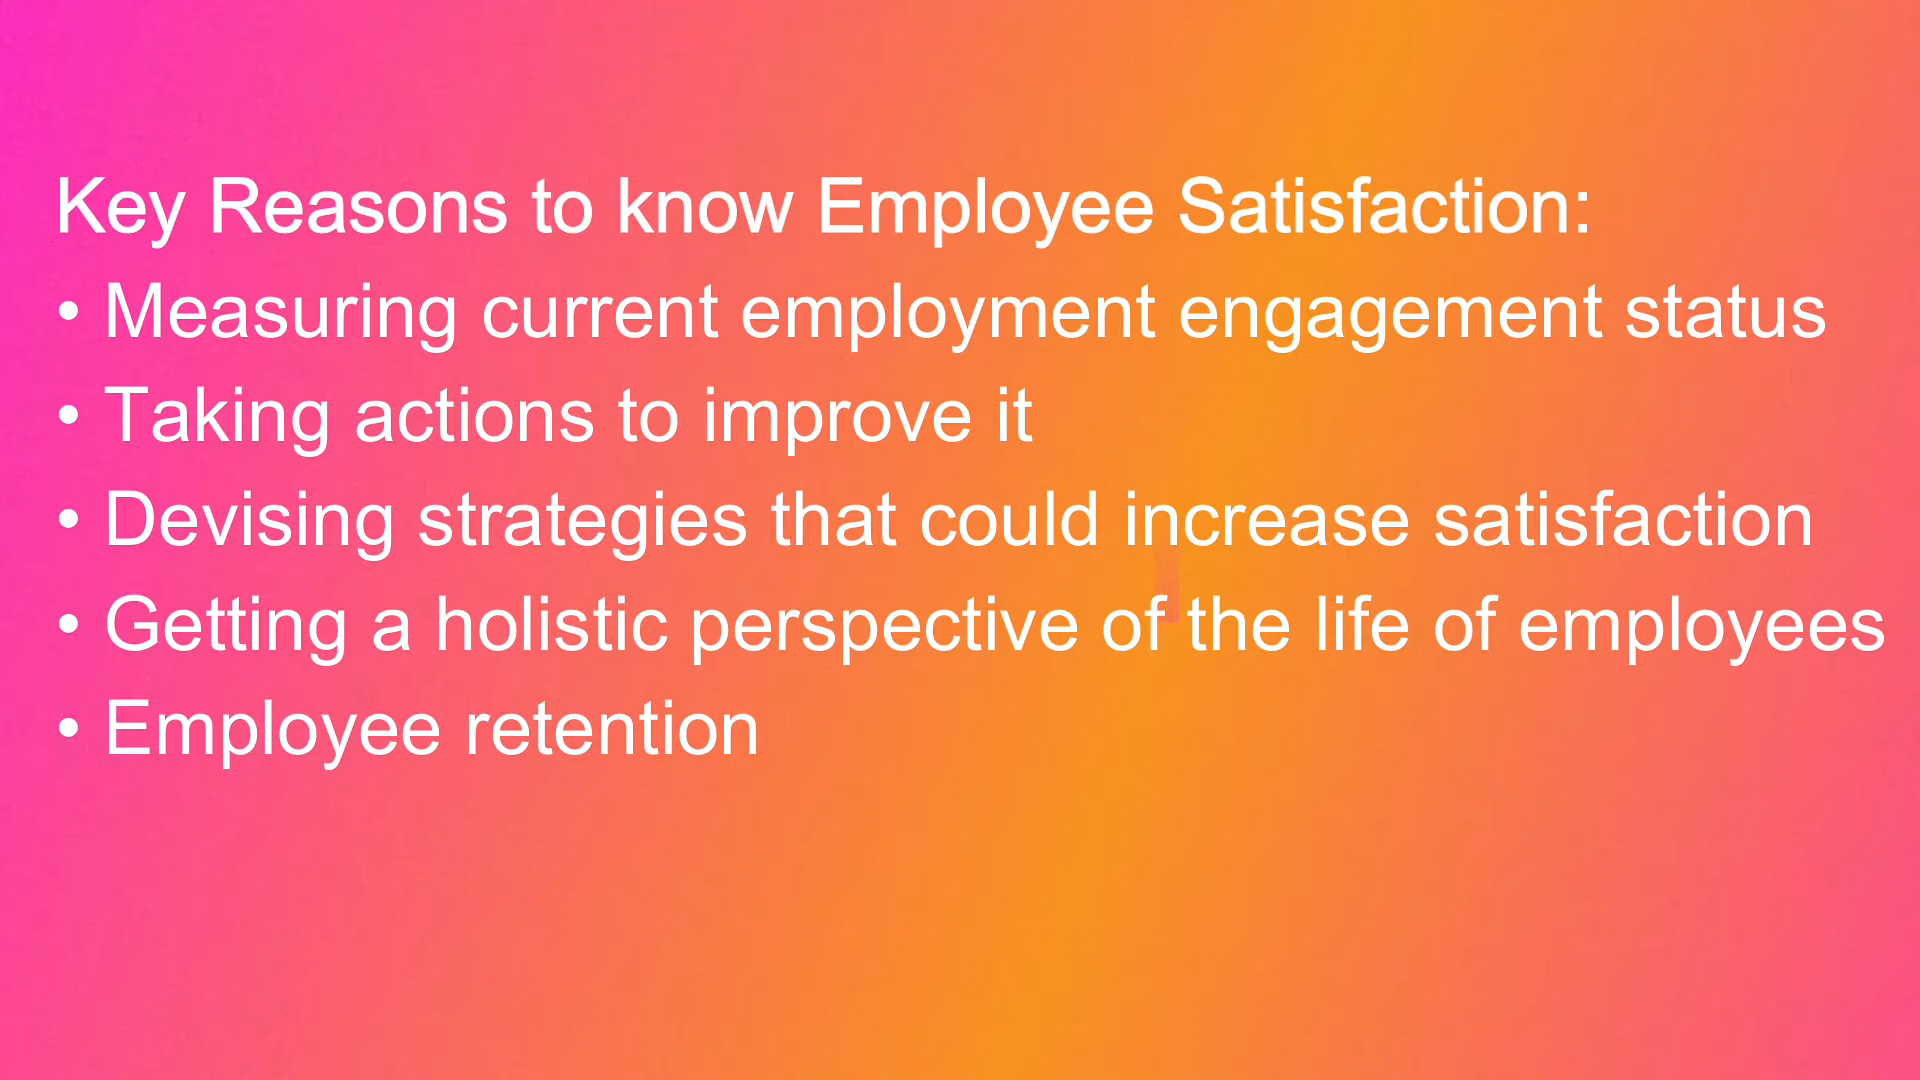 Key Reasons to know Employee Satisfaction:
• Measuring current employment engagement status
• Taking actions to improve it
• Devising strategies that could increase satisfaction
• Getting a holistic perspective of the life of employees
• Employee retention